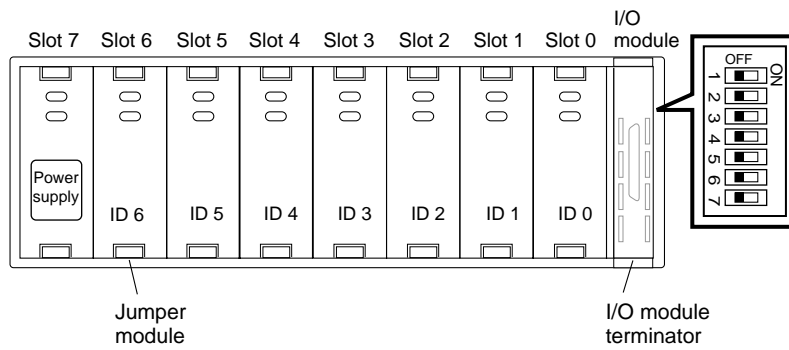 I/O
module
Slot 7 Slot 6 Slot 5 Slot 4 Slot 3 Slot 2 Slot 1 Slot 0
OFF
ON
1
2
3
4
5
6
7
Power
supply
ID 6 ID 5 ID 4 ID 3 ID 2 ID 1 ID 0
Jumper
module
I/O module
terminator